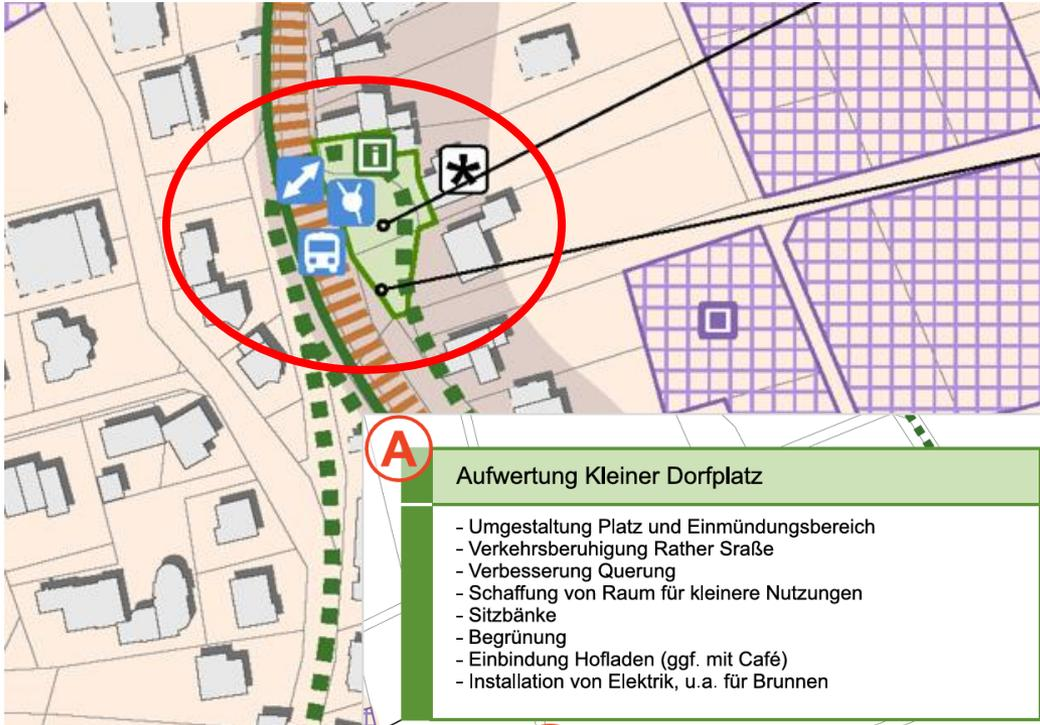 i
*
A
Aufwertung Kleiner Dorfplatz
- Umgestaltung Platz und Einmündungsbereich
- Verkehrsberuhigung Rather Sraße
- Verbesserung Querung
- Schaffung von Raum für kleinere Nutzungen
- Sitzbänke
- Begrünung
- Einbindung Hofladen (ggf. mit Café)
- Installation von Elektrik, u.a. für Brunnen